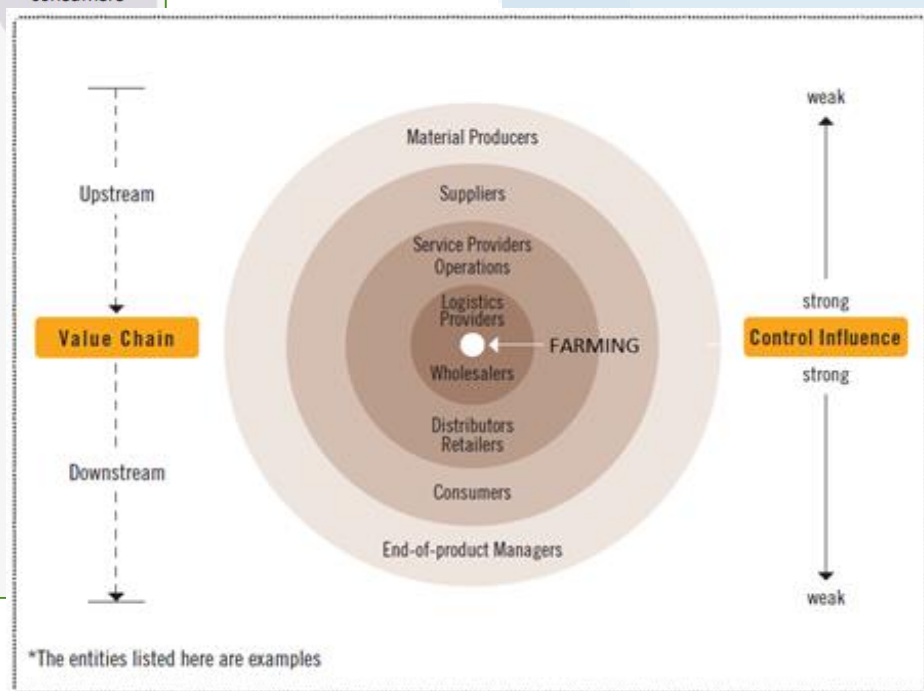 consumers
weak
Material Producers
Upstream
Suppliers
Service Providers
Operations
Logistics
Providers
strong
Value Chain
FARMING
Control Influence
Wholesalers
strong
Distributors
Retailers
Downstream
Consumers
End-of-product Managers
weak
*The entities listed here are examples